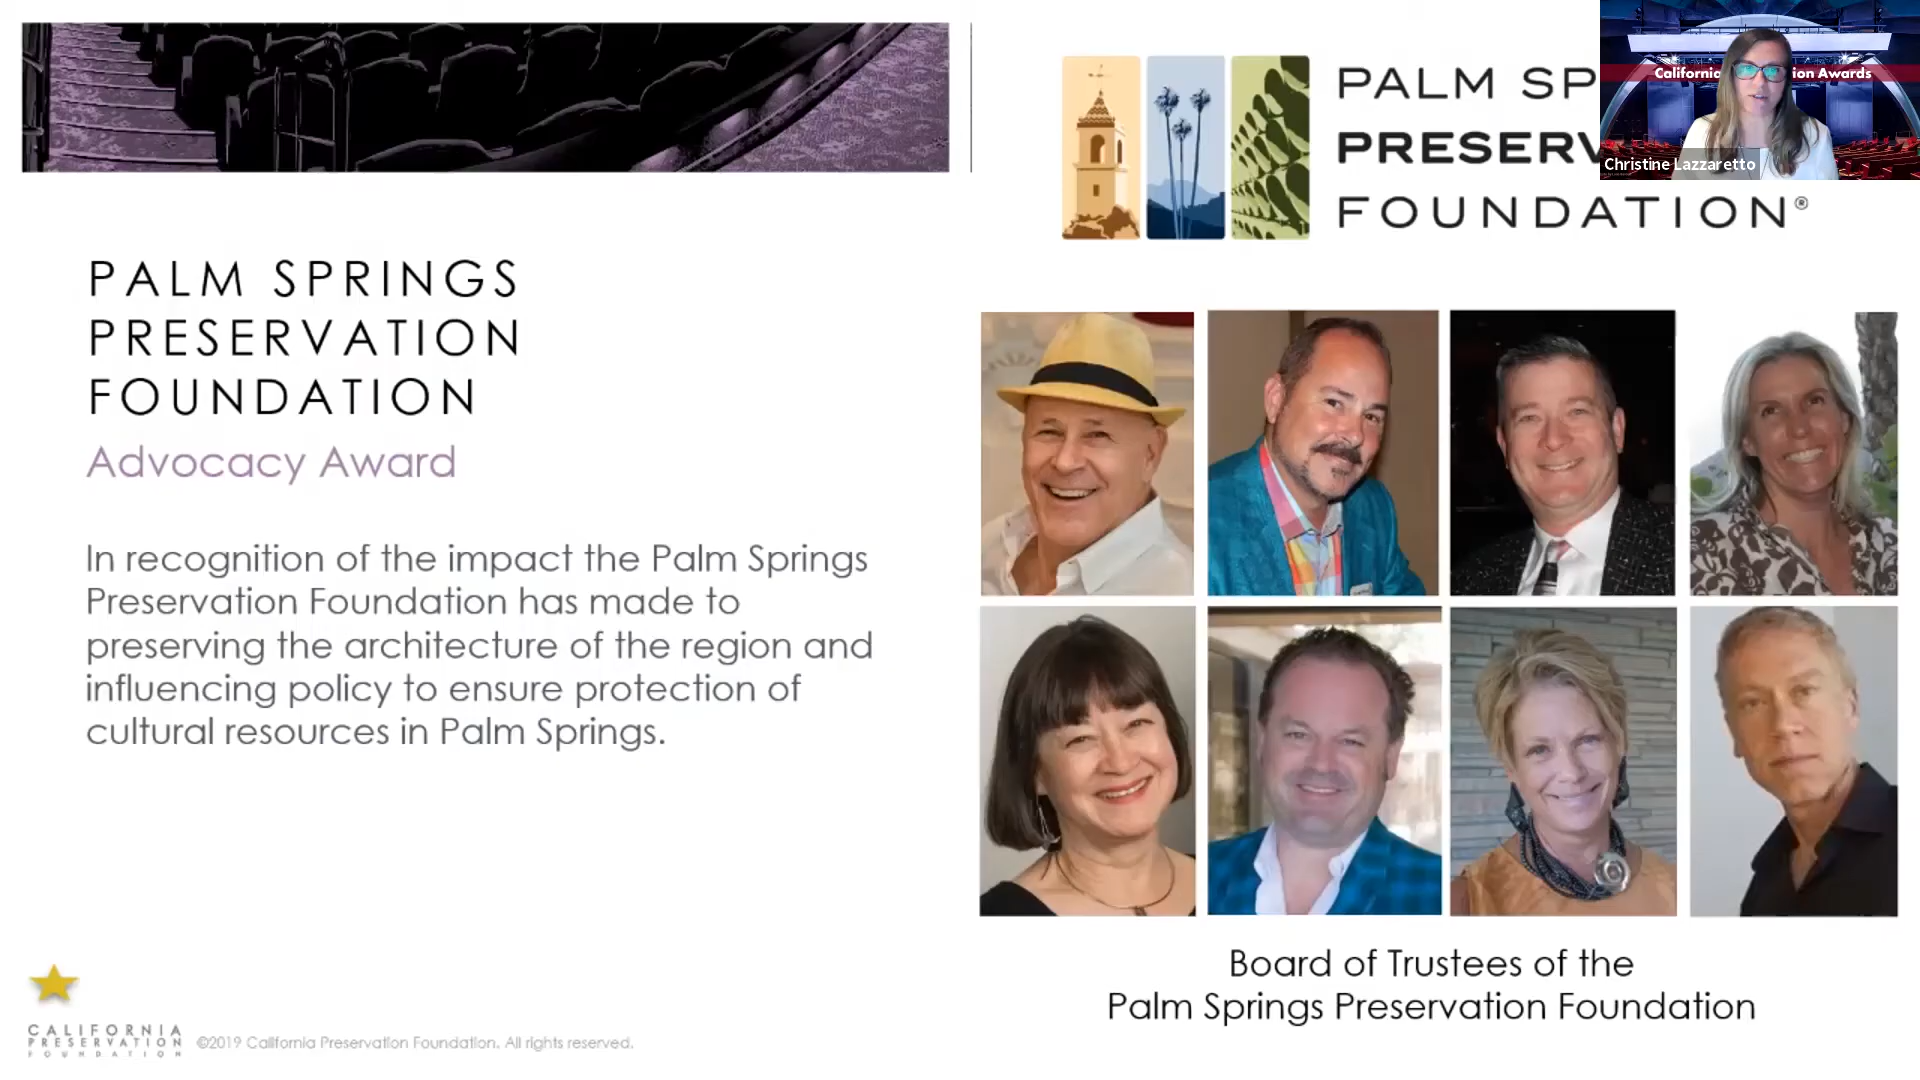 PALM SPRINGS
PRESERVATION
FOUNDATION
Advocacy Award
In recognition of the impact the Palm Springs
Preservation Foundation has made to
preserving the architecture of the region and
influencing policy to ensure protection of
cultural resources in Palm Springs.
CALIFORNIA
PRESERVATION
FOUNDATION
©2019 California Preservation Foundation. All rights reserved.
PALM SP
PRESERV
FOUNDATION®
California ion Awards
Christine Lazzaretto
Board of Trustees of the
Palm Springs Preservation Foundation